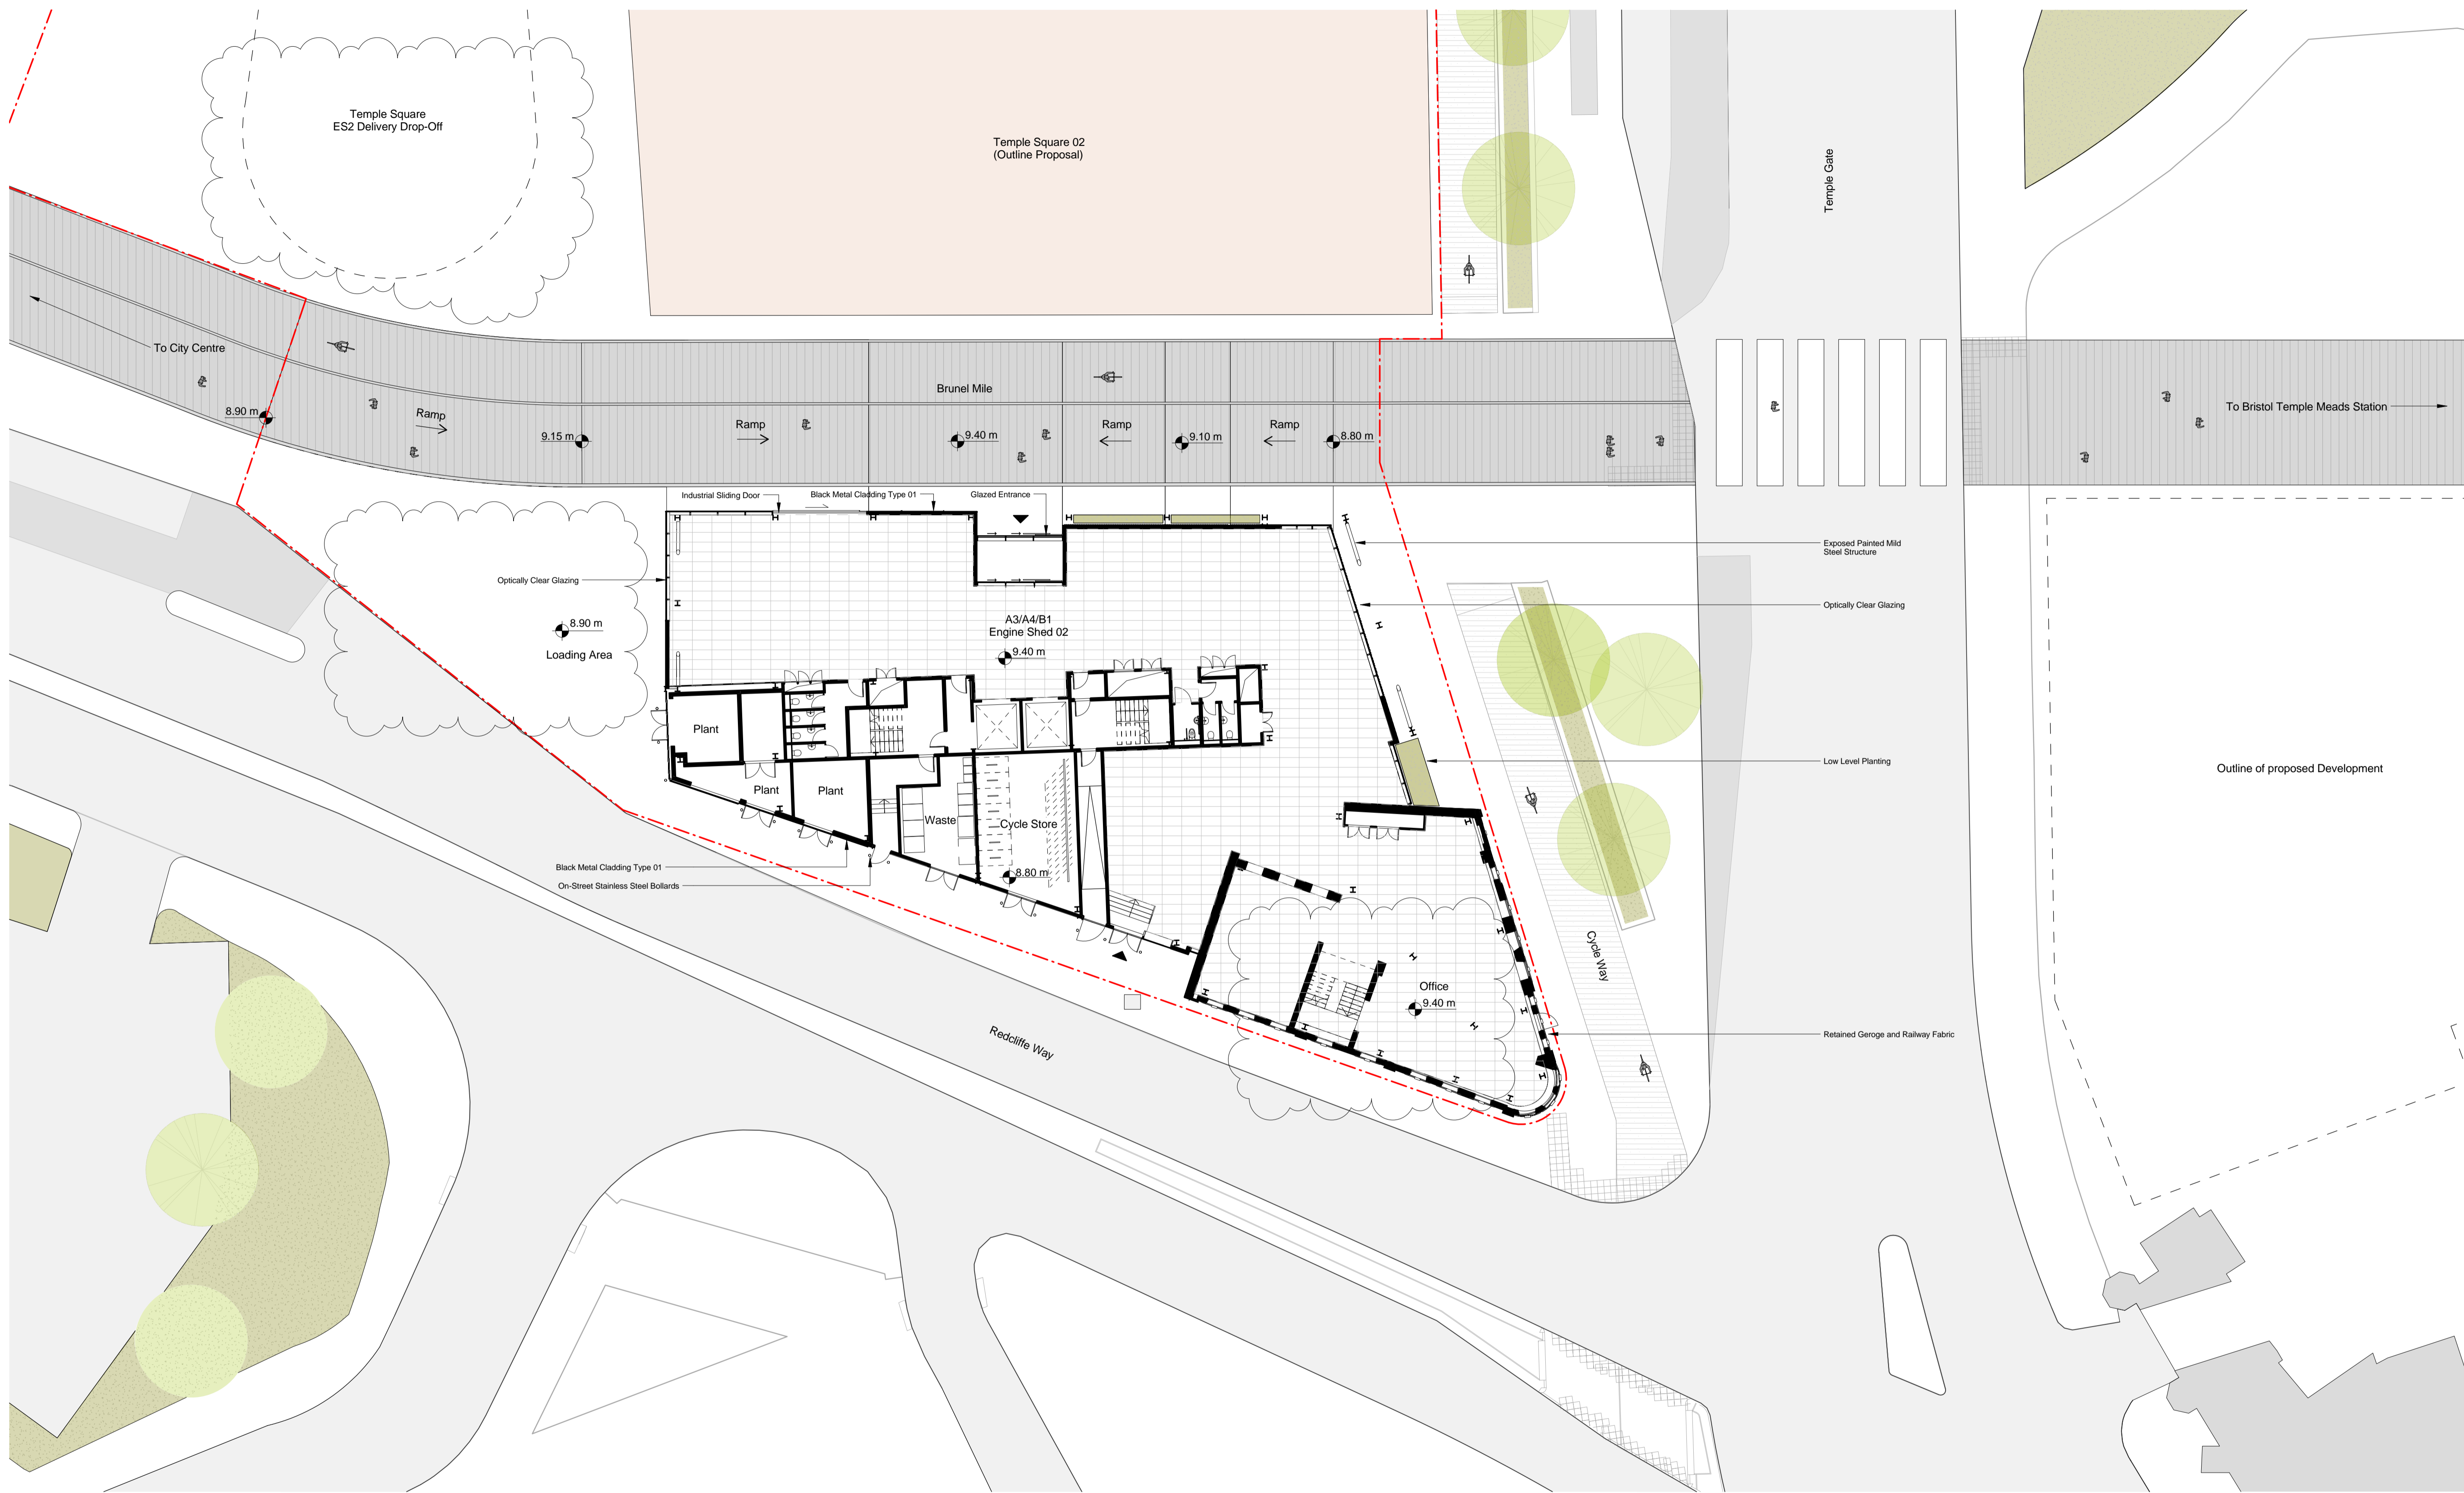 Temple Square
ES2 Delivery Drop-Off
Temple Square 02
(Outline Proposal)
Temple Gate
To City Centre
Brunel Mile
To Bristol Temple Meads Station
8.90 m
Ramp
9.15 m
Ramp
9.40 m
Ramp
9.10 m
Ramp
8.80 m
Industrial Sliding Door
Black Metal Cladding Type 01
Glazed Entrance
Exposed Painted Mild
Steel Structure
Optically Clear Glazing
Optically Clear Glazing
8.90 m
Loading Area
A3/A4/B1
Engine Shed 02
9.40 m
Plant
Plant
Plant
Waste
Cycle Store
8.80 m
Low Level Planting
Outline of proposed Development
Black Metal Cladding Type 01
On-Street Stainless Steel Bollards
Cycle Way
Office
9.40 m
Redcliffe Way
Retained Geroge and Railway Fabric